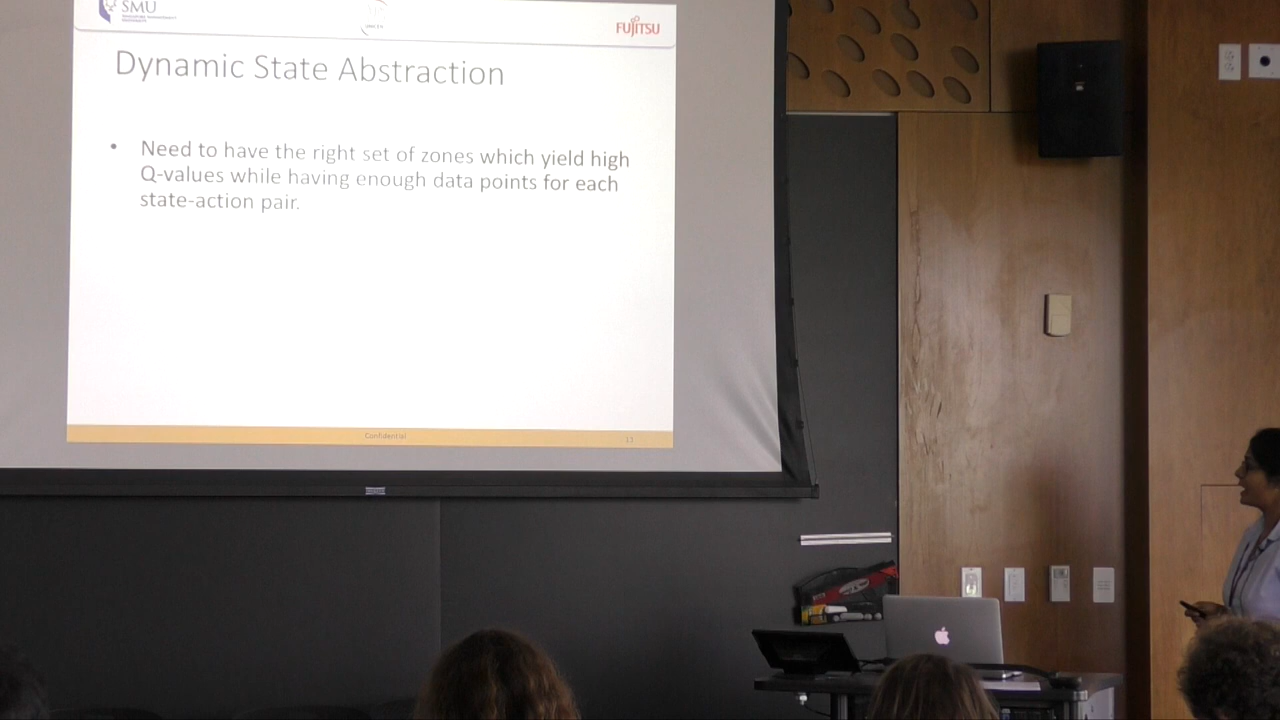 SMU
FUJITSU
Dynamic State Abstraction
• Need to have the right set of zones which yield high
Q-values while having enough data points for each
state-action pair.
Confidential
13